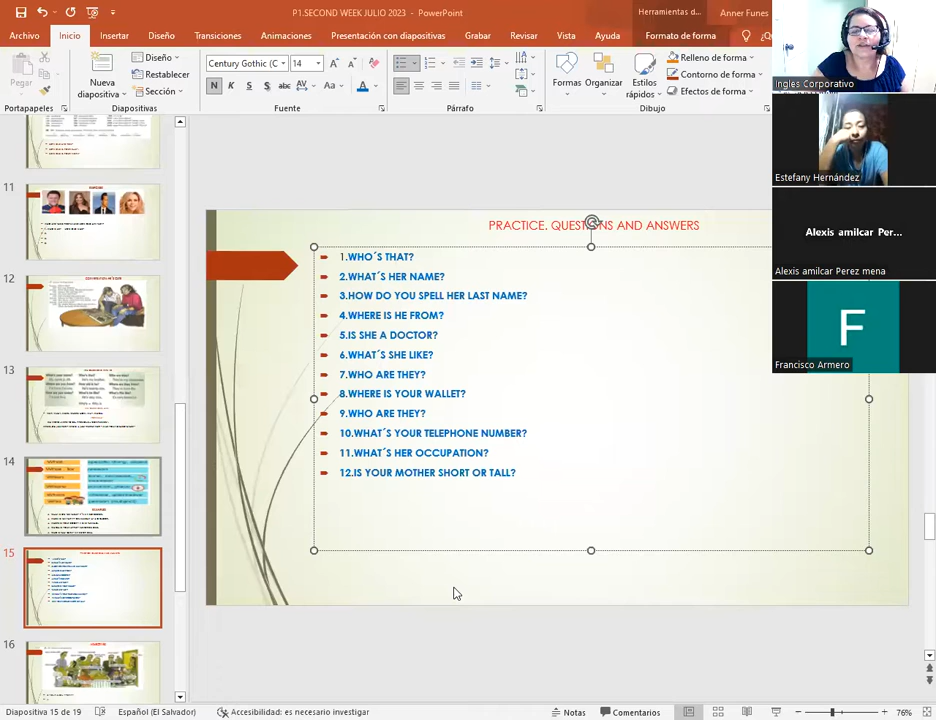 P1.SECOND WEEK JULIO 2023 - PowerPoint
Herramientas d...
Anner Funes
Archivo Inicio Insertar Diseño Transiciones Animaciones Presentación con diapositivas Grabar Revisar Vista Ayuda Formato de forma
Pegar
Nueva diapositiva
Diseño
Restablecer
Sección
Century Gothic (C 14
N K S S abc AV Aa A
Formas Organizar Estilos rápidos
Relleno de forma
Contorno de forma
Efectos de forma
Portapapeles Diapositivas Fuente Párrafo Dibujo
Ingles Corporativo
Estefany Hernández
Alexis amilcar Per...
Alexis amilcar Perez mena
F
Francisco Armero
11
12
13
14
15
16
PRACTICE. QUESTIONS AND ANSWERS
1.WHO´S THAT?
2.WHAT´S HER NAME?
3.HOW DO YOU SPELL HER LAST NAME?
4.WHERE IS HE FROM?
5.IS SHE A DOCTOR?
6.WHAT´S SHE LIKE?
7.WHO ARE THEY?
8.WHERE IS YOUR WALLET?
9.WHO ARE THEY?
10.WHAT´S YOUR TELEPHONE NUMBER?
11.WHAT´S HER OCCUPATION?
12.IS YOUR MOTHER SHORT OR TALL?
Diapositiva 15 de 19 Español (El Salvador) Accesibilidad: es necesario investigar Notas Comentarios 76%